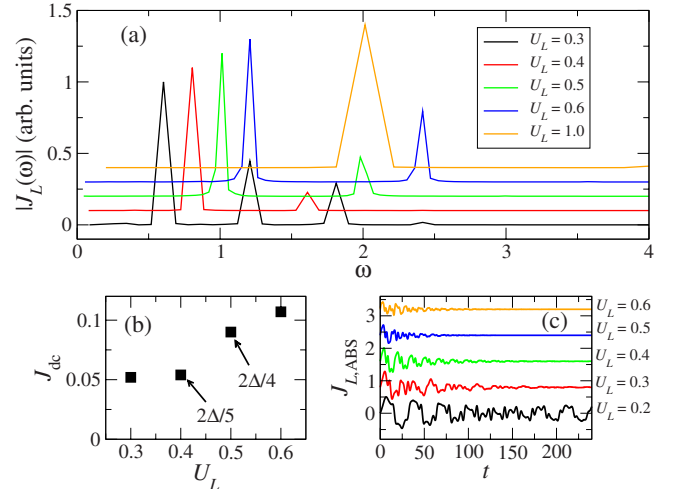 1.5
(a)
U_L = 0.3
U_L = 0.4
U_L = 0.5
U_L = 0.6
U_L = 1.0
|J_L(ω)| (arb. units)
1
0.5
0
0 1 2 3 4
ω
(b)
0.1
0.05
0
J_dc
2Δ/4
2Δ/5
0.3 0.4 0.5 0.6
U_L
(c)
3
2
1
0
J_L,ABS
U_L = 0.6
U_L = 0.5
U_L = 0.4
U_L = 0.3
U_L = 0.2
0 50 100 150 200
t